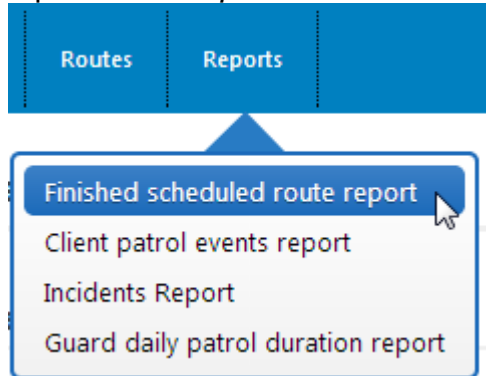 Routes Reports
Finished scheduled route report
Client patrol events report
Incidents Report
Guard daily patrol duration report